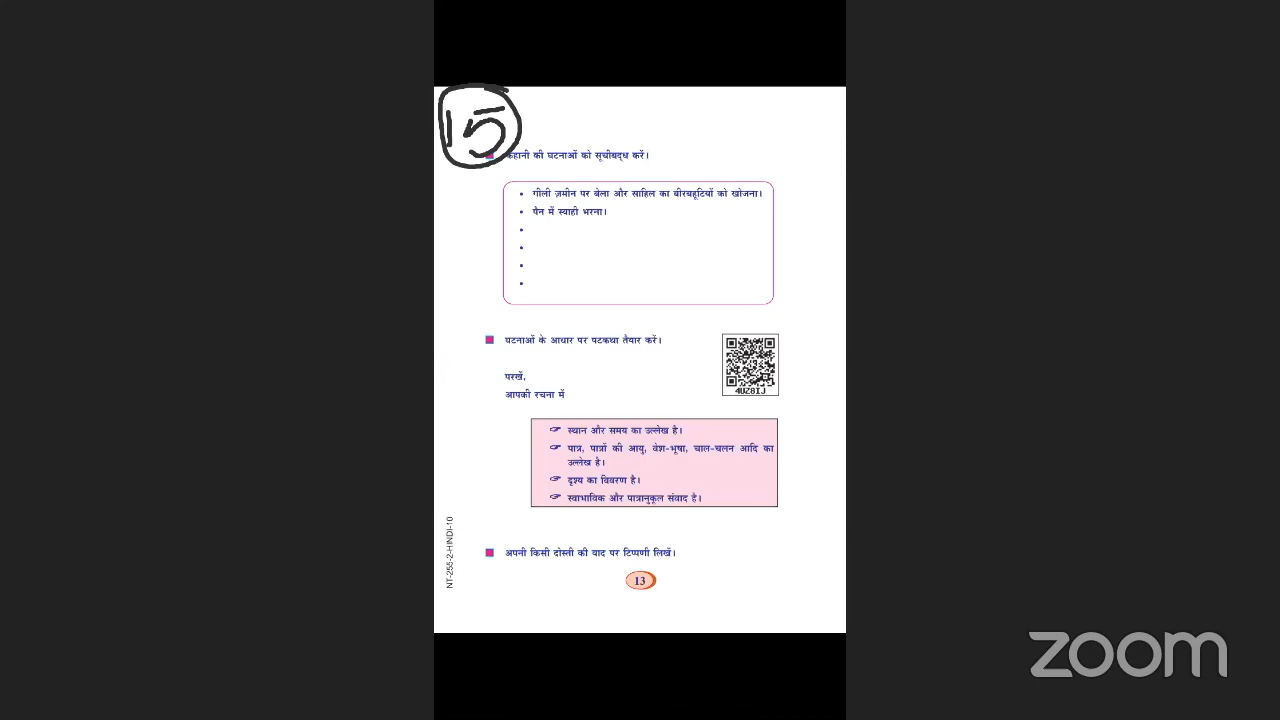 15
कहानी की घटनाओं को सूचीबद्ध करें।
• गीली ज़मीन पर बेला और साहिल का बीरबहूटियों को खोजना।
• पैन में स्याही भरना।
•
•
•
•
घटनाओं के आधार पर पटकथा तैयार करें।
4UZ8IJ
परखें,
आपकी रचना में
☞ स्थान और समय का उल्लेख है।
☞ पात्र, पात्रों की आयु, वेश-भूषा, चाल-चलन आदि का
उल्लेख है।
☞ दृश्य का विवरण है।
☞ स्वाभाविक और पात्रानुकूल संवाद है।
अपनी किसी दोस्ती की याद पर टिप्पणी लिखें।
NT-255-2-HINDI-10
13
zoom